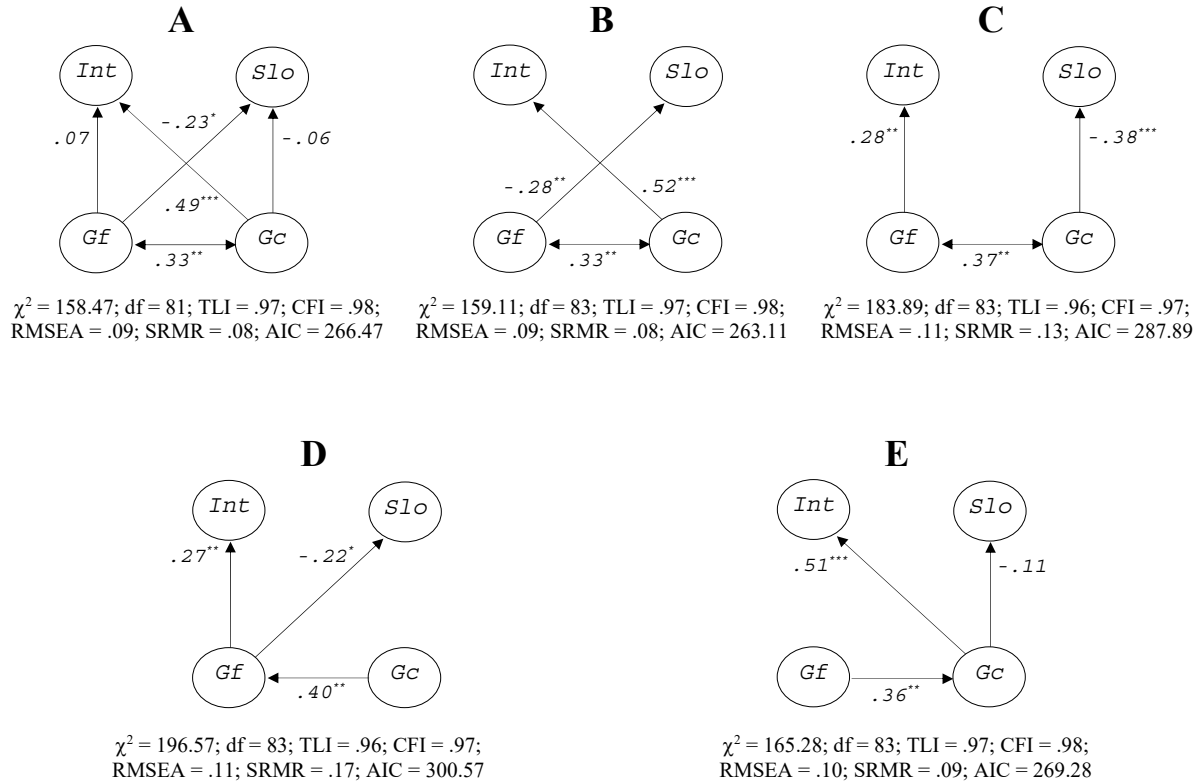 A
B
C
Int
Slo
Int
Slo
Int
Slo
-.23*
.07
-.06
.28**
-.38***
-.28**
.52***
.49***
Gf
Gc
Gf
Gc
Gf
Gc
.33**
.33**
.37**
χ² = 158.47; df = 81; TLI = .97; CFI = .98;
RMSEA = .09; SRMR = .08; AIC = 266.47
χ² = 159.11; df = 83; TLI = .97; CFI = .98;
RMSEA = .09; SRMR = .08; AIC = 263.11
χ² = 183.89; df = 83; TLI = .96; CFI = .97;
RMSEA = .11; SRMR = .13; AIC = 287.89
D
E
Int
Slo
Int
Slo
.27**
-.22*
.51***
-.11
Gf
Gc
Gf
Gc
.40**
.36**
χ² = 196.57; df = 83; TLI = .96; CFI = .97;
RMSEA = .11; SRMR = .17; AIC = 300.57
χ² = 165.28; df = 83; TLI = .97; CFI = .98;
RMSEA = .10; SRMR = .09; AIC = 269.28